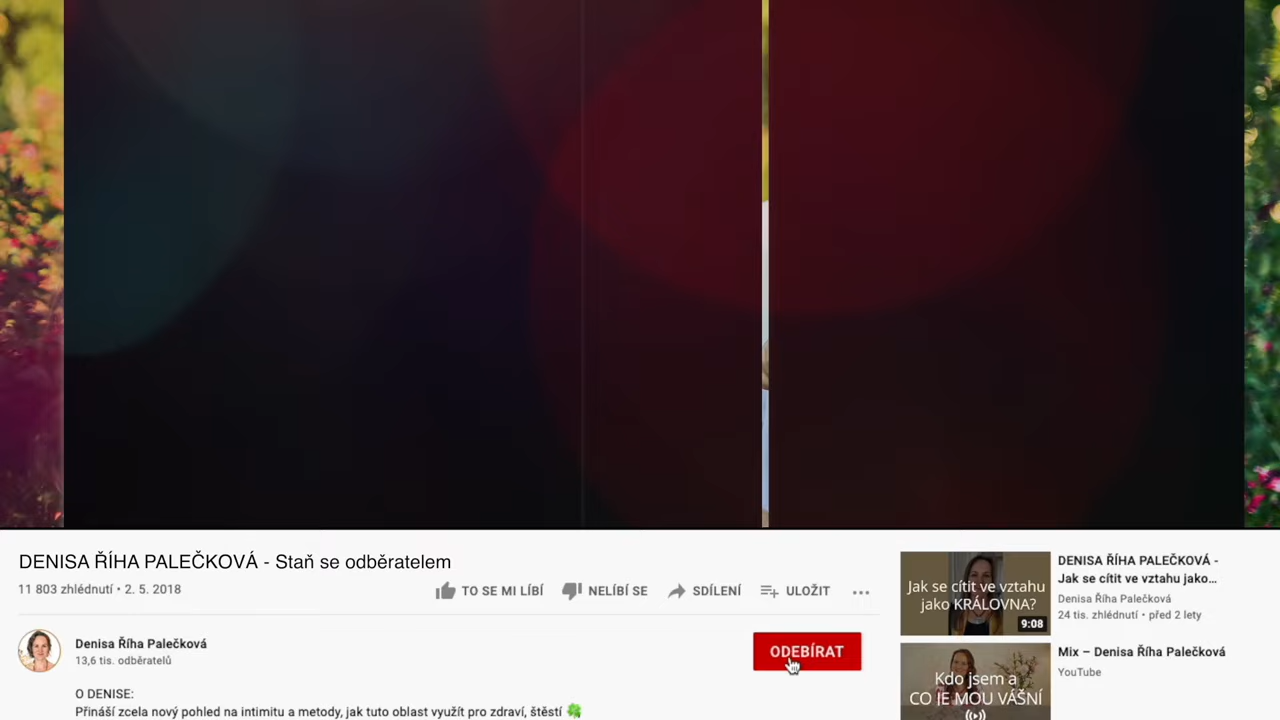 DENISA ŘÍHA PALEČKOVÁ - Staň se odběratelem
11 803 zhlédnutí • 2. 5. 2018
TO SE MI LÍBÍ
NELÍBÍ SE
SDÍLENÍ
ULOŽIT
Denisa Říha Palečková
13,6 tis. odběratelů
ODEBÍRAT
O DENISE:
Přináší zcela nový pohled na intimitu a metody, jak tuto oblast využít pro zdraví, štěstí 🍀
Jak se cítit ve vztahu
jako KRÁLOVNA?
9:08
DENISA ŘÍHA PALEČKOVÁ -
Jak se cítit ve vztahu jako...
Denisa Říha Palečková
24 tis. zhlédnutí • před 2 lety
Kdo jsem a
CO JE MOU VÁŠNÍ
Mix – Denisa Říha Palečková
YouTube